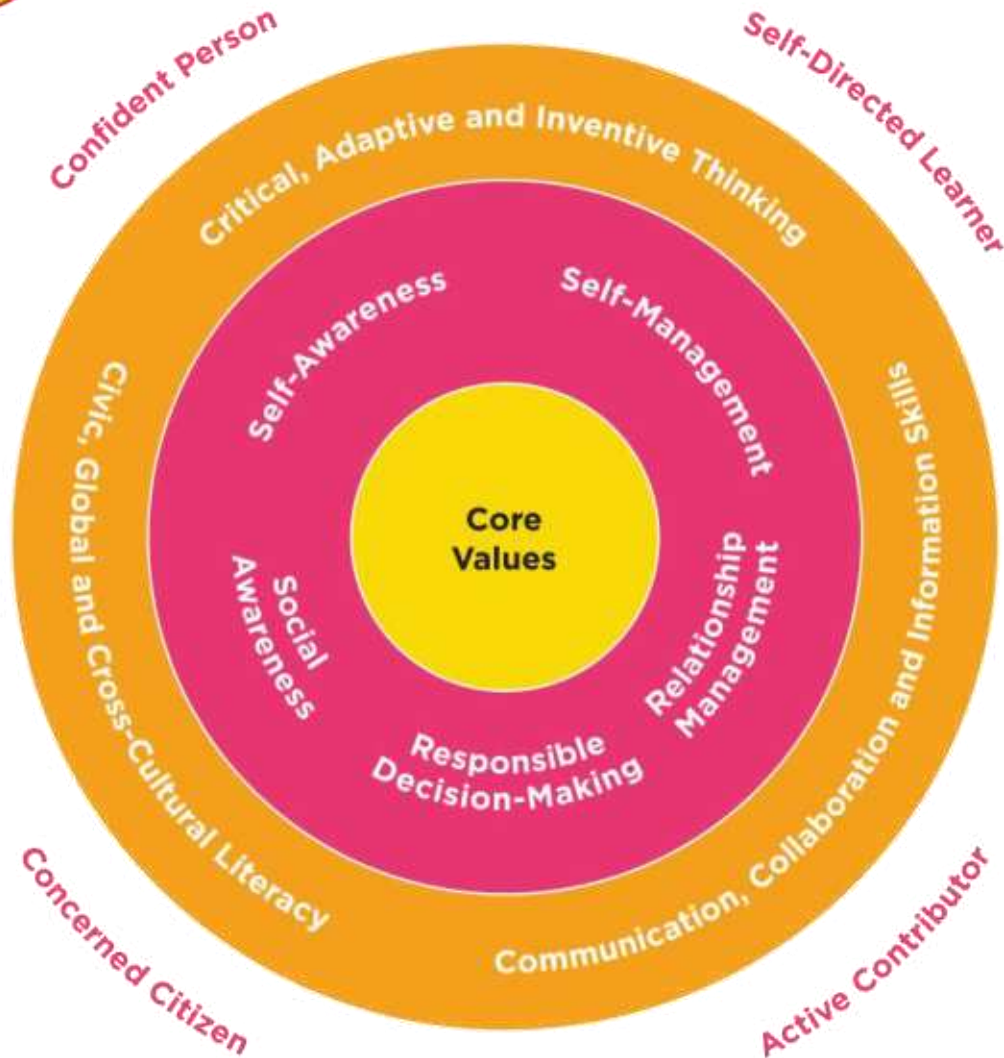 Confident Person
Self-Directed Learner
Critical, Adaptive and Inventive Thinking
Self-Awareness
Self-Management
Civic, Global and Cross-Cultural Literacy
Communication, Collaboration and Information Skills
Core
Values
Social
Awareness
Relationship
Management
Responsible
Decision-Making
Concerned Citizen
Active Contributor